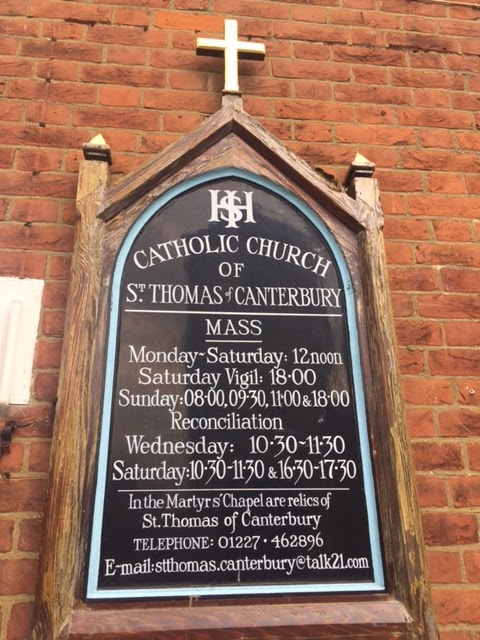 IHS
CATHOLIC CHURCH
OF
ST. THOMAS of CANTERBURY
MASS
Monday~Saturday: 12noon
Saturday Vigil: 18·00
Sunday: 08·00, 09·30, 11·00 & 18·00
Reconciliation
Wednesday: 10·30~11·30
Saturday: 10·30-11·30 & 16·30-17·30
In the Martyrs' Chapel are relics of
St. Thomas of Canterbury
TELEPHONE: 01227 · 462896
E-mail: stthomas.canterbury@talk21.com